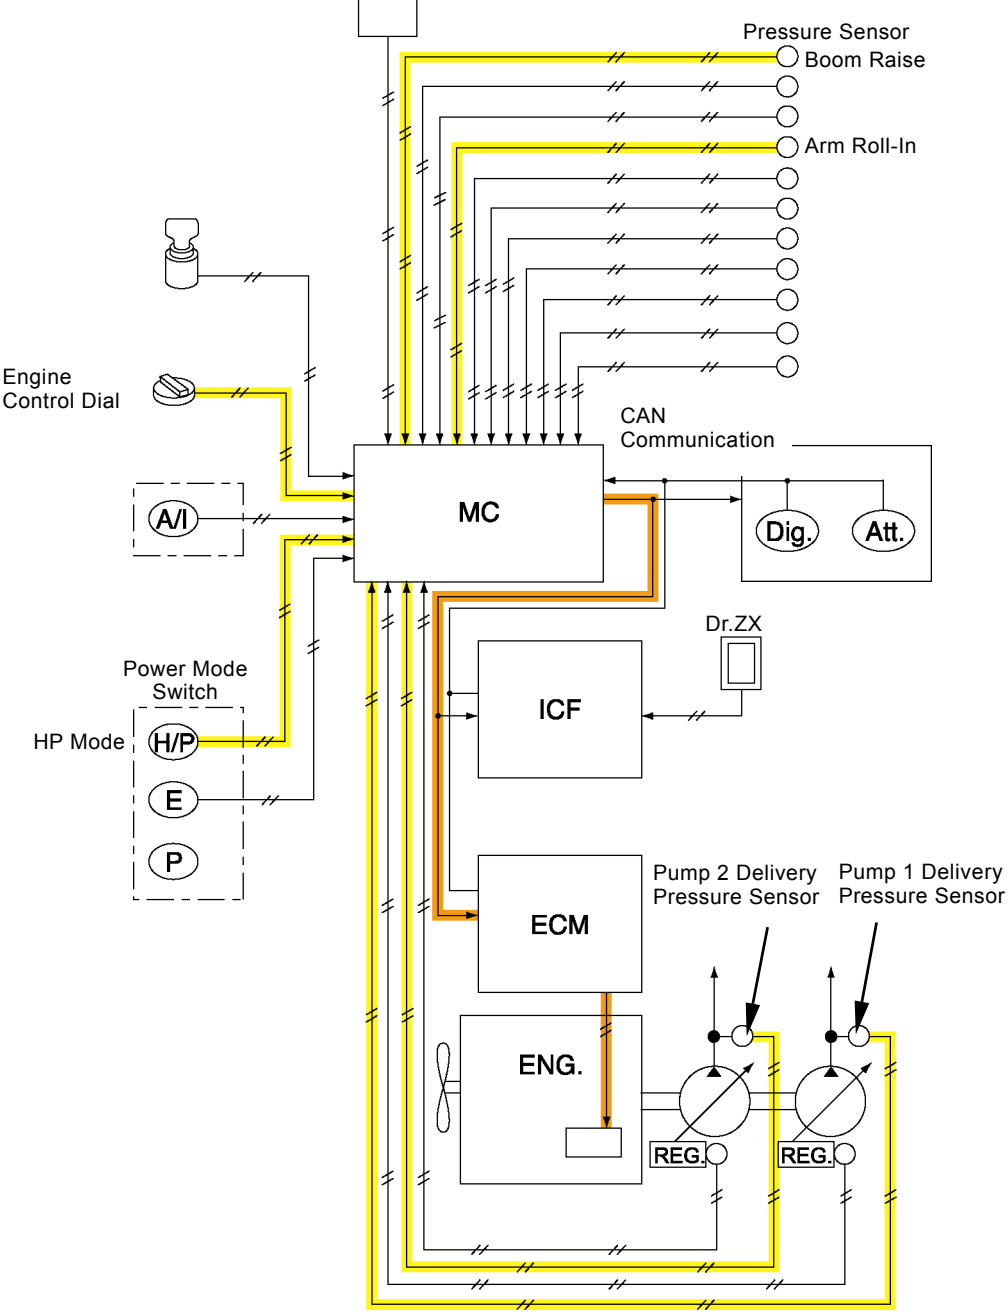 Pressure Sensor
Boom Raise
Arm Roll-In
Engine
Control Dial
CAN
Communication
A/I
MC
Dig.
Att.
Dr.ZX
Power Mode
Switch
ICF
HP Mode
H/P
E
P
Pump 2 Delivery
Pressure Sensor
Pump 1 Delivery
Pressure Sensor
ECM
ENG.
REG.
REG.